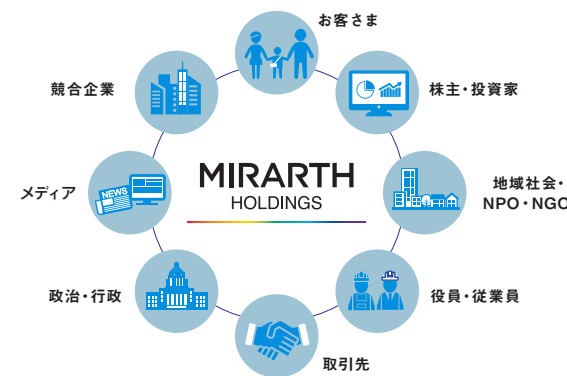 お客さま
競合企業
株主・投資家
NEWS
メディア
MIRARTH
HOLDINGS
地域社会・
NPO・NGO
政治・行政
役員・従業員
取引先